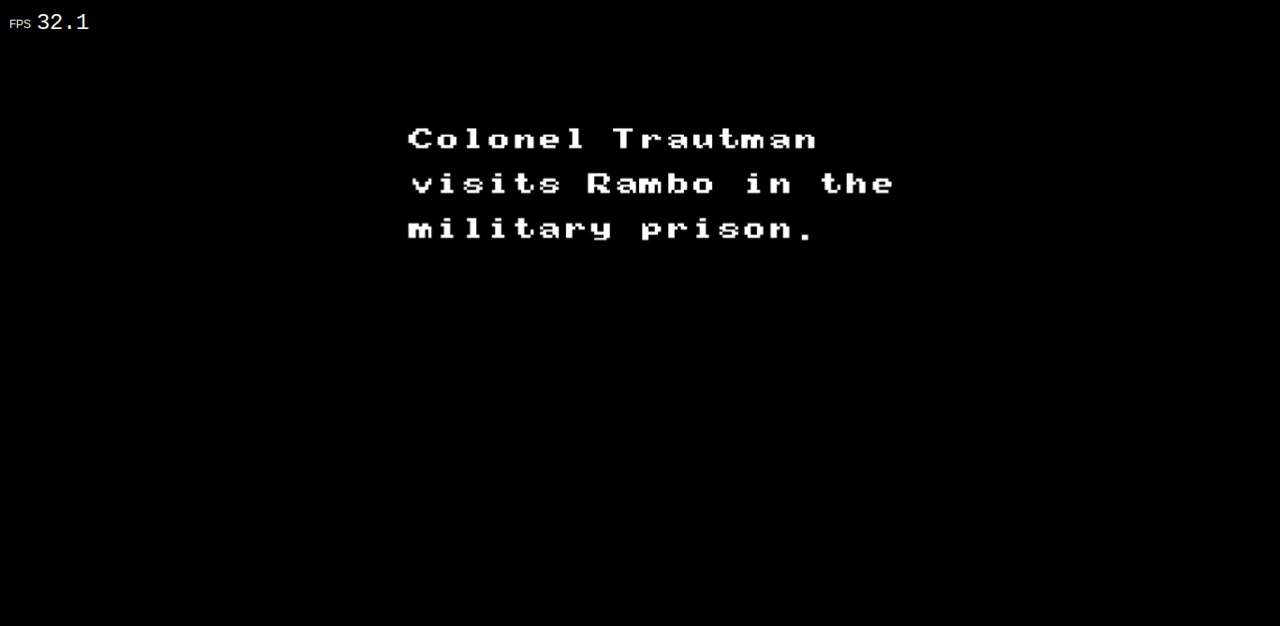 FPS 32.1
Colonel Trautman
visits Rambo in the
military prison.